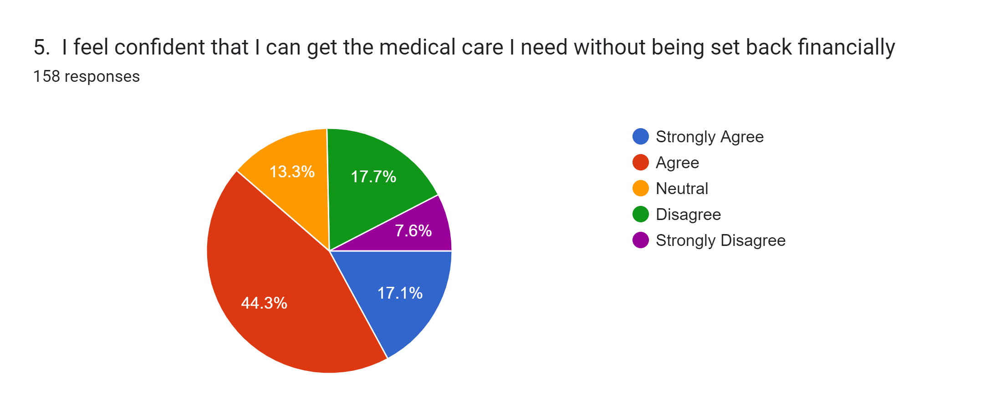 5.  I feel confident that I can get the medical care I need without being set back financially
158 responses
13.3%
17.7%
7.6%
17.1%
44.3%
Strongly Agree
Agree
Neutral
Disagree
Strongly Disagree